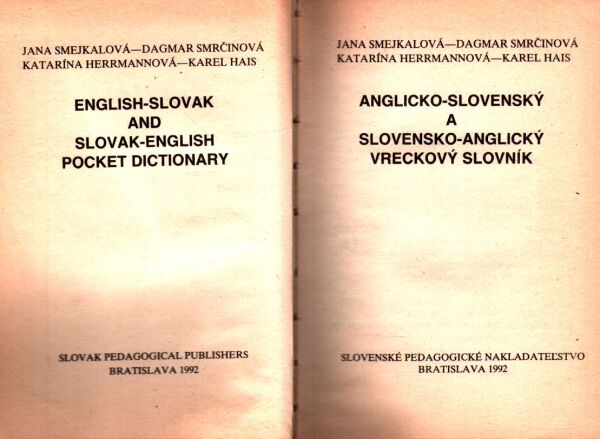 JANA SMEJKALOVÁ—DAGMAR SMRČINOVÁ
KATARÍNA HERRMANNOVÁ—KAREL HAIS
ENGLISH-SLOVAK
AND
SLOVAK-ENGLISH
POCKET DICTIONARY
SLOVAK PEDAGOGICAL PUBLISHERS
BRATISLAVA 1992
JANA SMEJKALOVÁ—DAGMAR SMRČINOVÁ
KATARÍNA HERRMANNOVÁ—KAREL HAIS
ANGLICKO-SLOVENSKÝ
A
SLOVENSKO-ANGLICKÝ
VRECKOVÝ SLOVNÍK
SLOVENSKÉ PEDAGOGICKÉ NAKLADATEĽSTVO
BRATISLAVA 1992